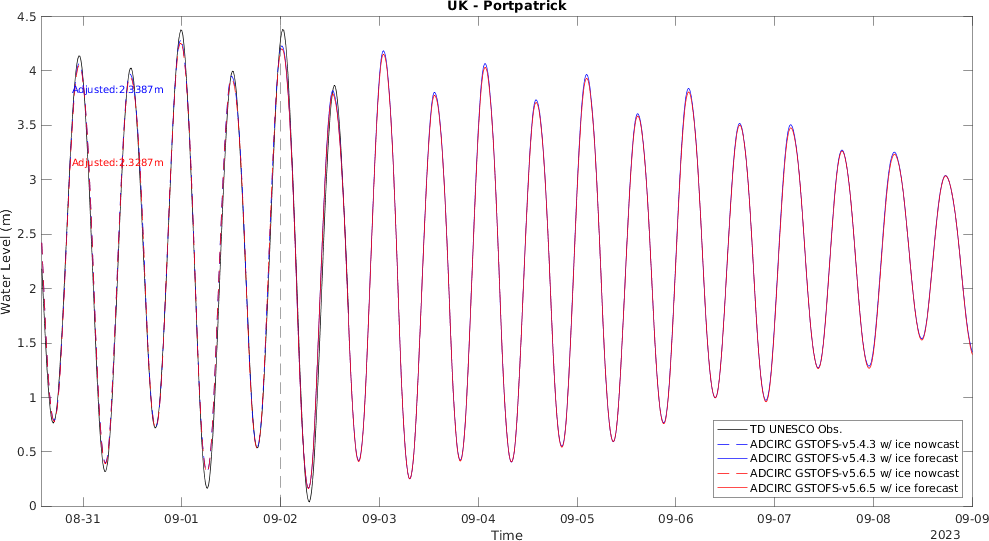 UK - Portpatrick
4.5
4
3.5
3
2.5
2
1.5
1
0.5
0
Water Level (m)
Adjusted:2.3387m
Adjusted:2.3287m
TD UNESCO Obs.
ADCIRC GSTOFS-v5.4.3 w/ ice nowcast
ADCIRC GSTOFS-v5.4.3 w/ ice forecast
ADCIRC GSTOFS-v5.6.5 w/ ice nowcast
ADCIRC GSTOFS-v5.6.5 w/ ice forecast
08-31 09-01 09-02 09-03 09-04 09-05 09-06 09-07 09-08 09-09
Time
2023